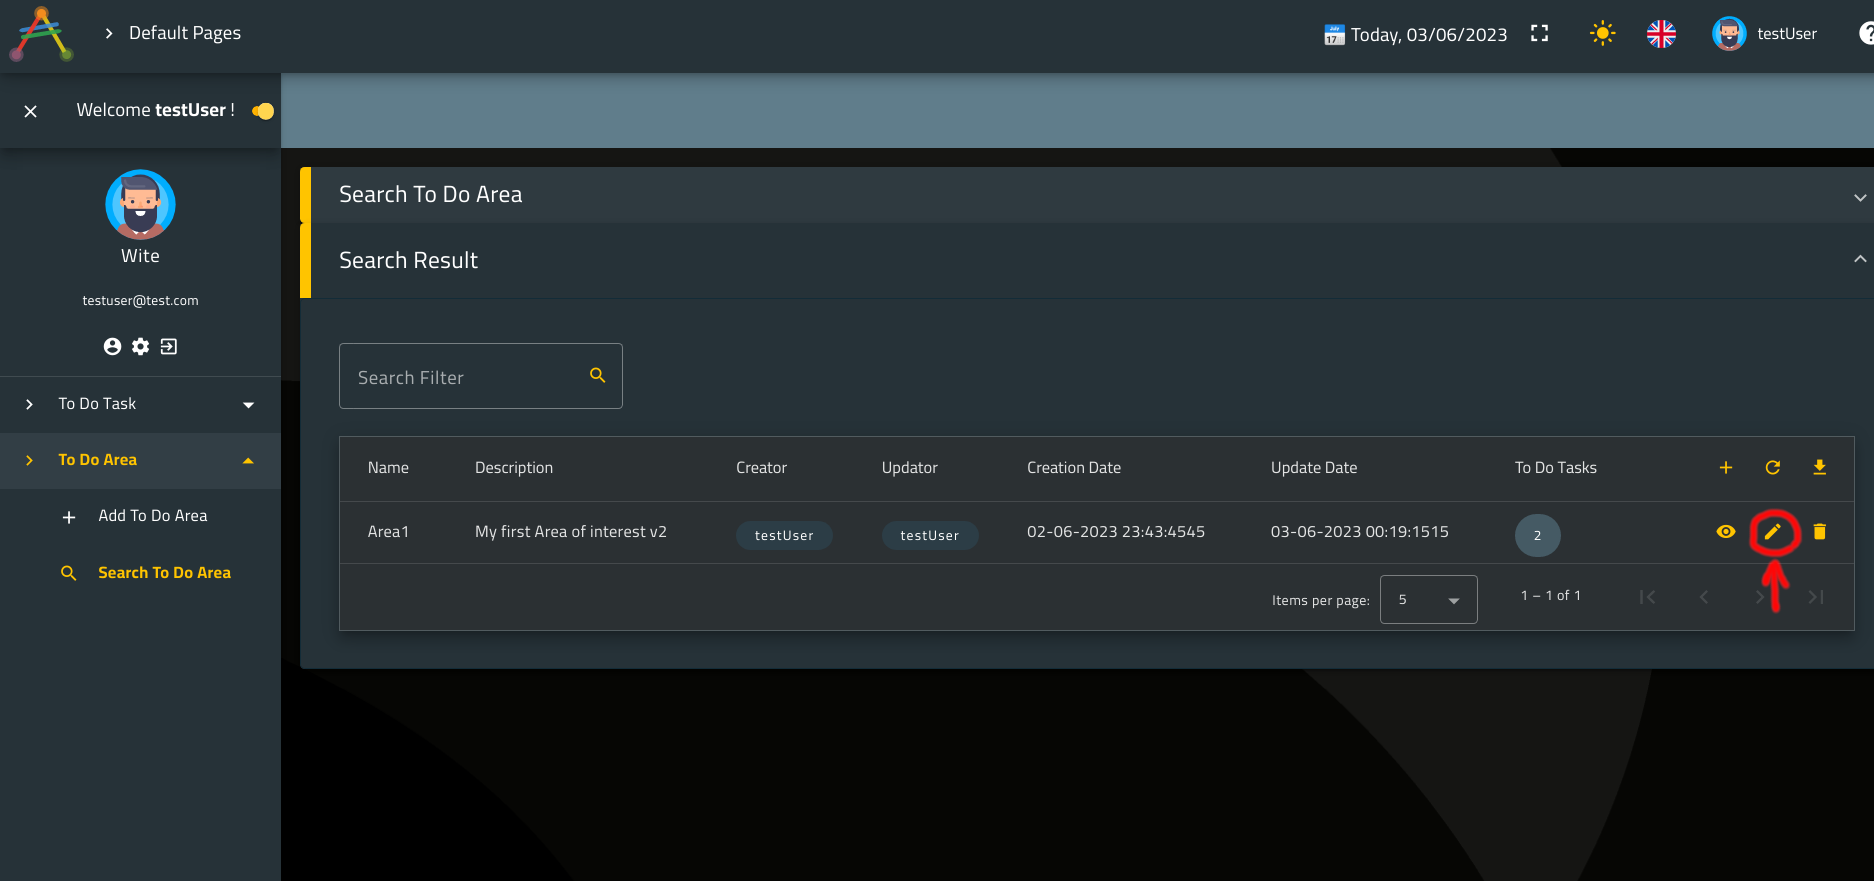 Default Pages
Today, 03/06/2023
testUser
Welcome testUser !
Wite
testuser@test.com
To Do Task
To Do Area
Add To Do Area
Search To Do Area
Search To Do Area
Search Result
Search Filter
Name Description Creator Updator Creation Date Update Date To Do Tasks
Area1 My first Area of interest v2 testUser testUser 02-06-2023 23:43:4545 03-06-2023 00:19:1515 2
Items per page: 5 1 – 1 of 1